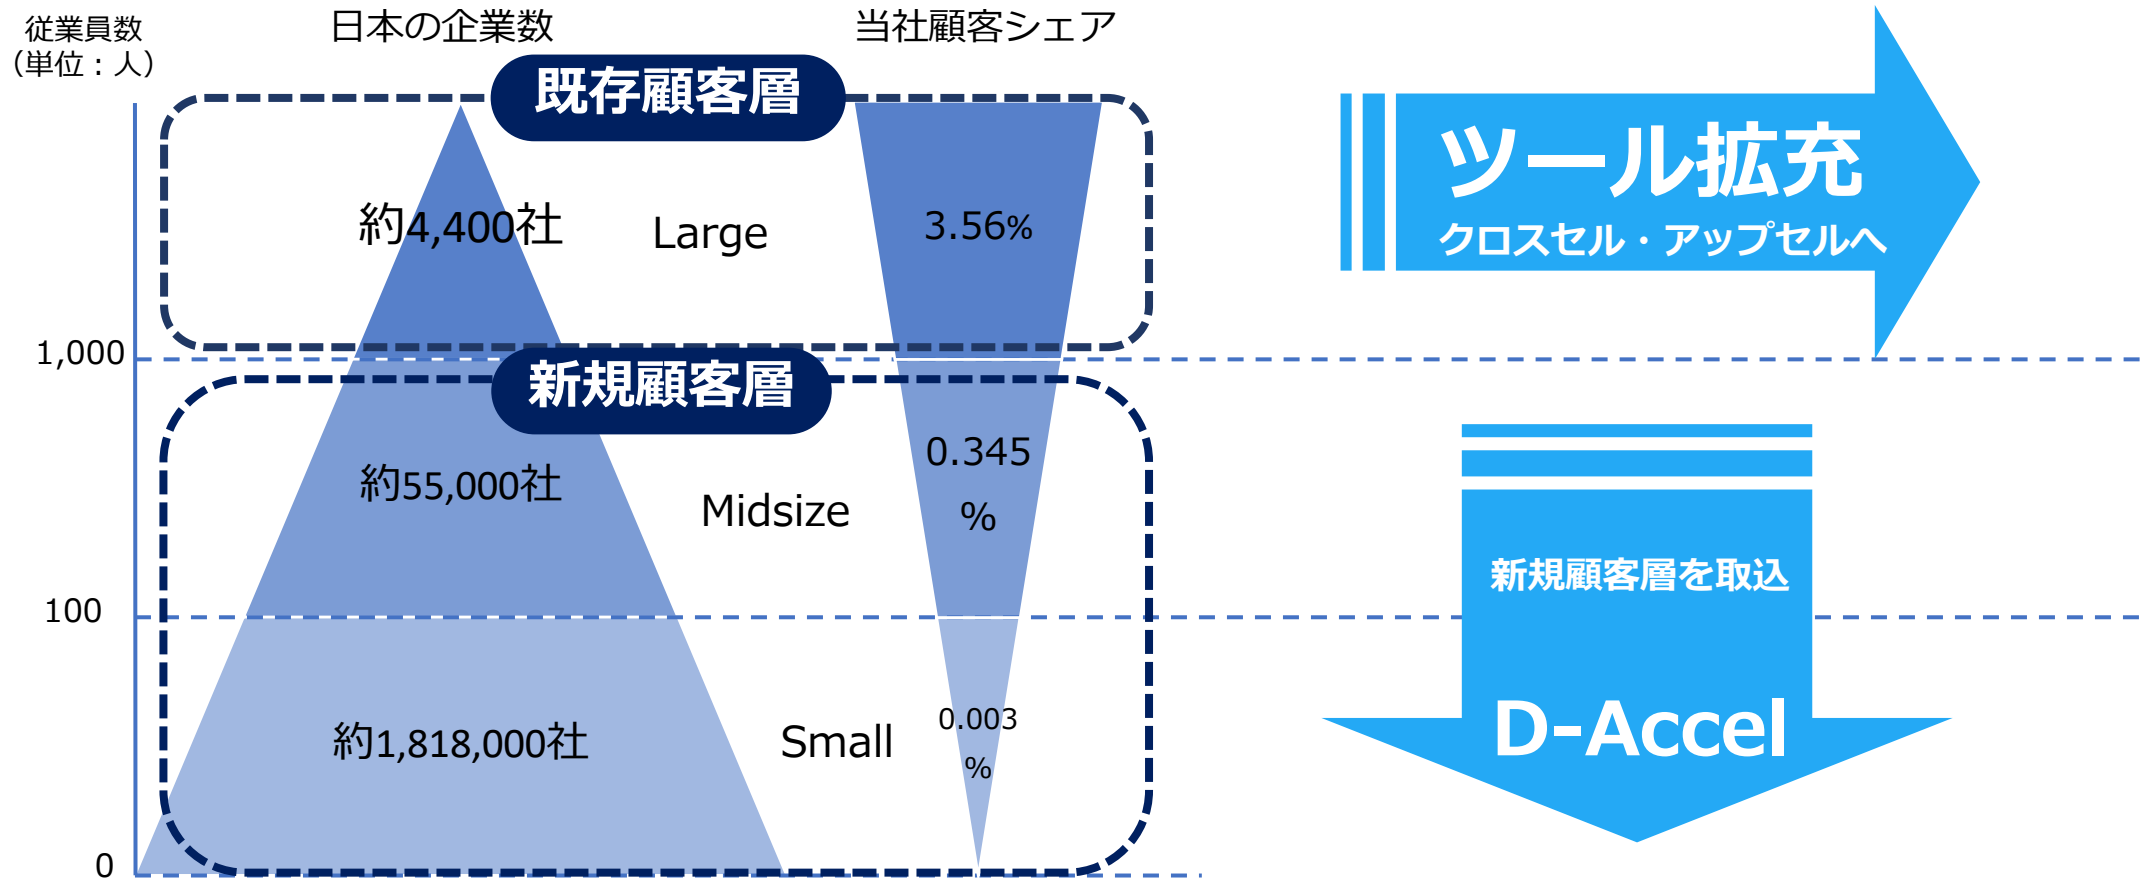 従業員数
（単位：人）
日本の企業数
当社顧客シェア
既存顧客層
約4,400社
Large
3.56%
ツール拡充
クロスセル・アップセルへ
1,000
新規顧客層
約55,000社
Midsize
0.345
%
新規顧客層を取込
100
約1,818,000社
Small
0.003
%
D-Accel
0